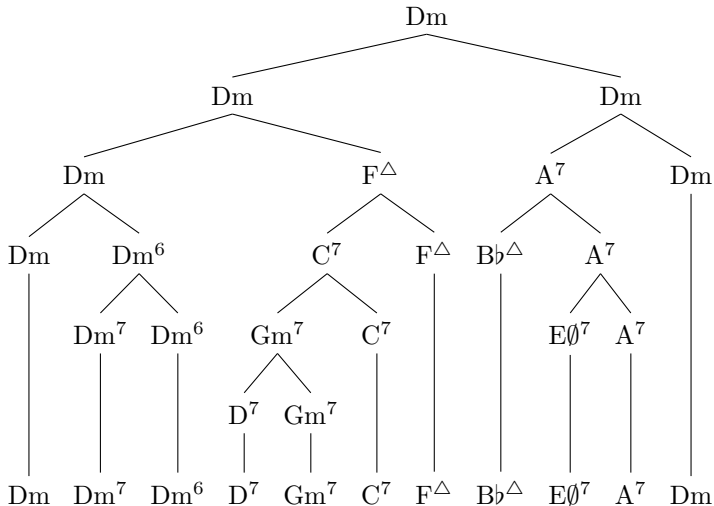 Dm
Dm Dm
Dm F△ A⁷ Dm
Dm Dm⁶ C⁷ F△ B♭△ A⁷
Dm⁷ Dm⁶ Gm⁷ C⁷ E∅⁷ A⁷
D⁷ Gm⁷
Dm Dm⁷ Dm⁶ D⁷ Gm⁷ C⁷ F△ B♭△ E∅⁷ A⁷ Dm